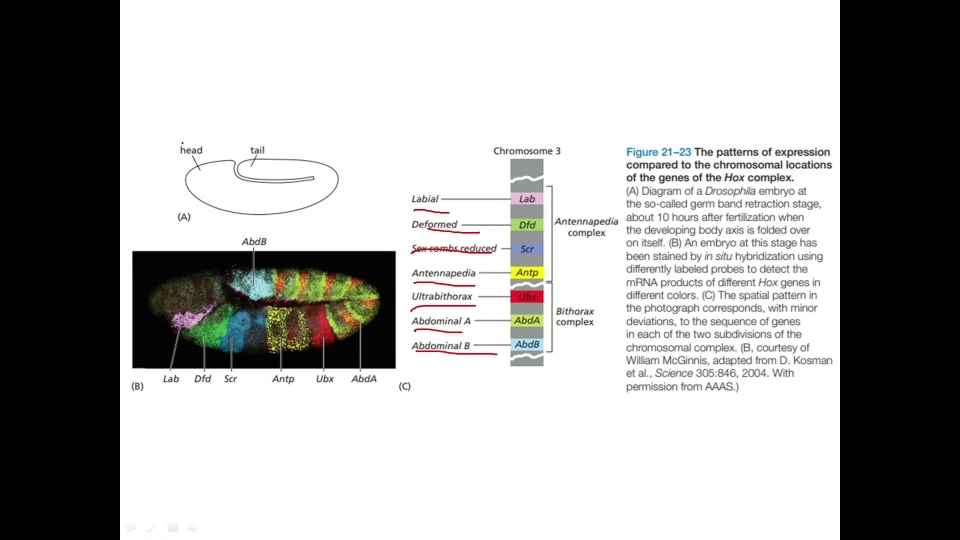 head
tail
(A)
AbdB
Lab
Dfd
Scr
Antp
Ubx
AbdA
(B)
Chromosome 3
Labial
Lab
Deformed
Dfd
Sex combs reduced
Scr
Antennapedia
Antp
Ultrabithorax
Ubx
Abdominal A
AbdA
Abdominal B
AbdB
Antennapedia
complex
Bithorax
complex
(C)
Figure 21–23 The patterns of expression
compared to the chromosomal locations
of the genes of the Hox complex.
(A) Diagram of a Drosophila embryo at
the so-called germ band retraction stage,
about 10 hours after fertilization when
the developing body axis is folded over
on itself. (B) An embryo at this stage has
been stained by in situ hybridization using
differently labeled probes to detect the
mRNA products of different Hox genes in
different colors. (C) The spatial pattern in
the photograph corresponds, with minor
deviations, to the sequence of genes
in each of the two subdivisions of the
chromosomal complex. (B, courtesy of
William McGinnis, adapted from D. Kosman
et al., Science 305:846, 2004. With
permission from AAAS.)